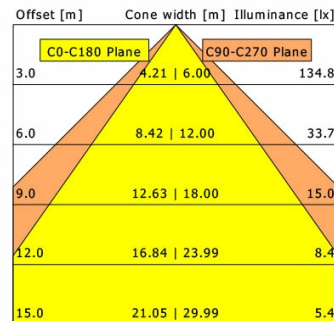 Offset [m] Cone width [m] Illuminance [lx]
C0-C180 Plane C90-C270 Plane
3.0 4.21 | 6.00 134.8
6.0 8.42 | 12.00 33.7
9.0 12.63 | 18.00 15.0
12.0 16.84 | 23.99 8.4
15.0 21.05 | 29.99 5.4